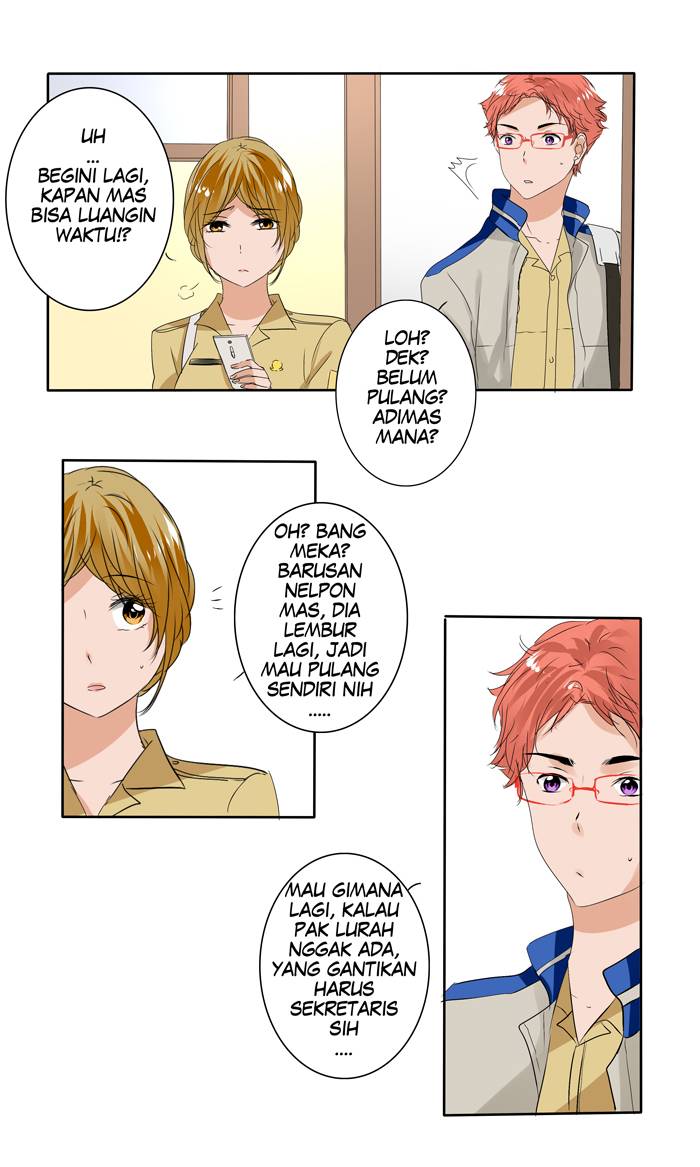 UH
...
BEGINI LAGI,
KAPAN MAS
BISA LUANGIN
WAKTU!?
LOH?
DEK?
BELUM
PULANG?
ADIMAS
MANA?
OH? BANG
MEKA?
BARUSAN
NELPON
MAS, DIA
LEMBUR
LAGI, JADI
MAU PULANG
SENDIRI NIH
.....
MAU GIMANA
LAGI, KALAU
PAK LURAH
NGGAK ADA,
YANG GANTIKAN
HARUS
SEKRETARIS
SIH
....